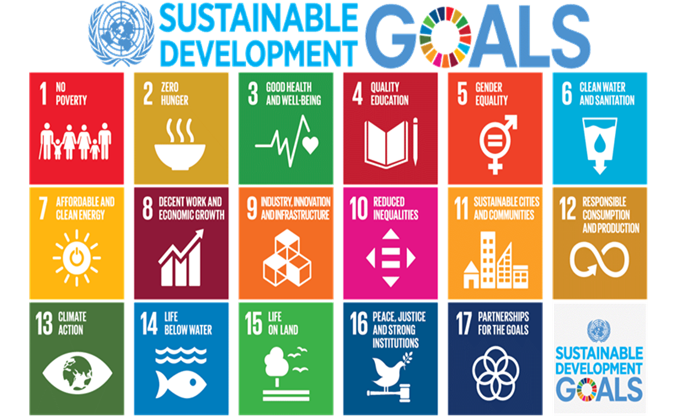 SUSTAINABLE
DEVELOPMENT
GOALS
1 NO
POVERTY
2 ZERO
HUNGER
3 GOOD HEALTH
AND WELL-BEING
4 QUALITY
EDUCATION
5 GENDER
EQUALITY
6 CLEAN WATER
AND SANITATION
7 AFFORDABLE AND
CLEAN ENERGY
8 DECENT WORK AND
ECONOMIC GROWTH
9 INDUSTRY, INNOVATION
AND INFRASTRUCTURE
10 REDUCED
INEQUALITIES
11 SUSTAINABLE CITIES
AND COMMUNITIES
12 RESPONSIBLE
CONSUMPTION
AND PRODUCTION
13 CLIMATE
ACTION
14 LIFE
BELOW WATER
15 LIFE
ON LAND
16 PEACE, JUSTICE
AND STRONG
INSTITUTIONS
17 PARTNERSHIPS
FOR THE GOALS
SUSTAINABLE
DEVELOPMENT
GOALS